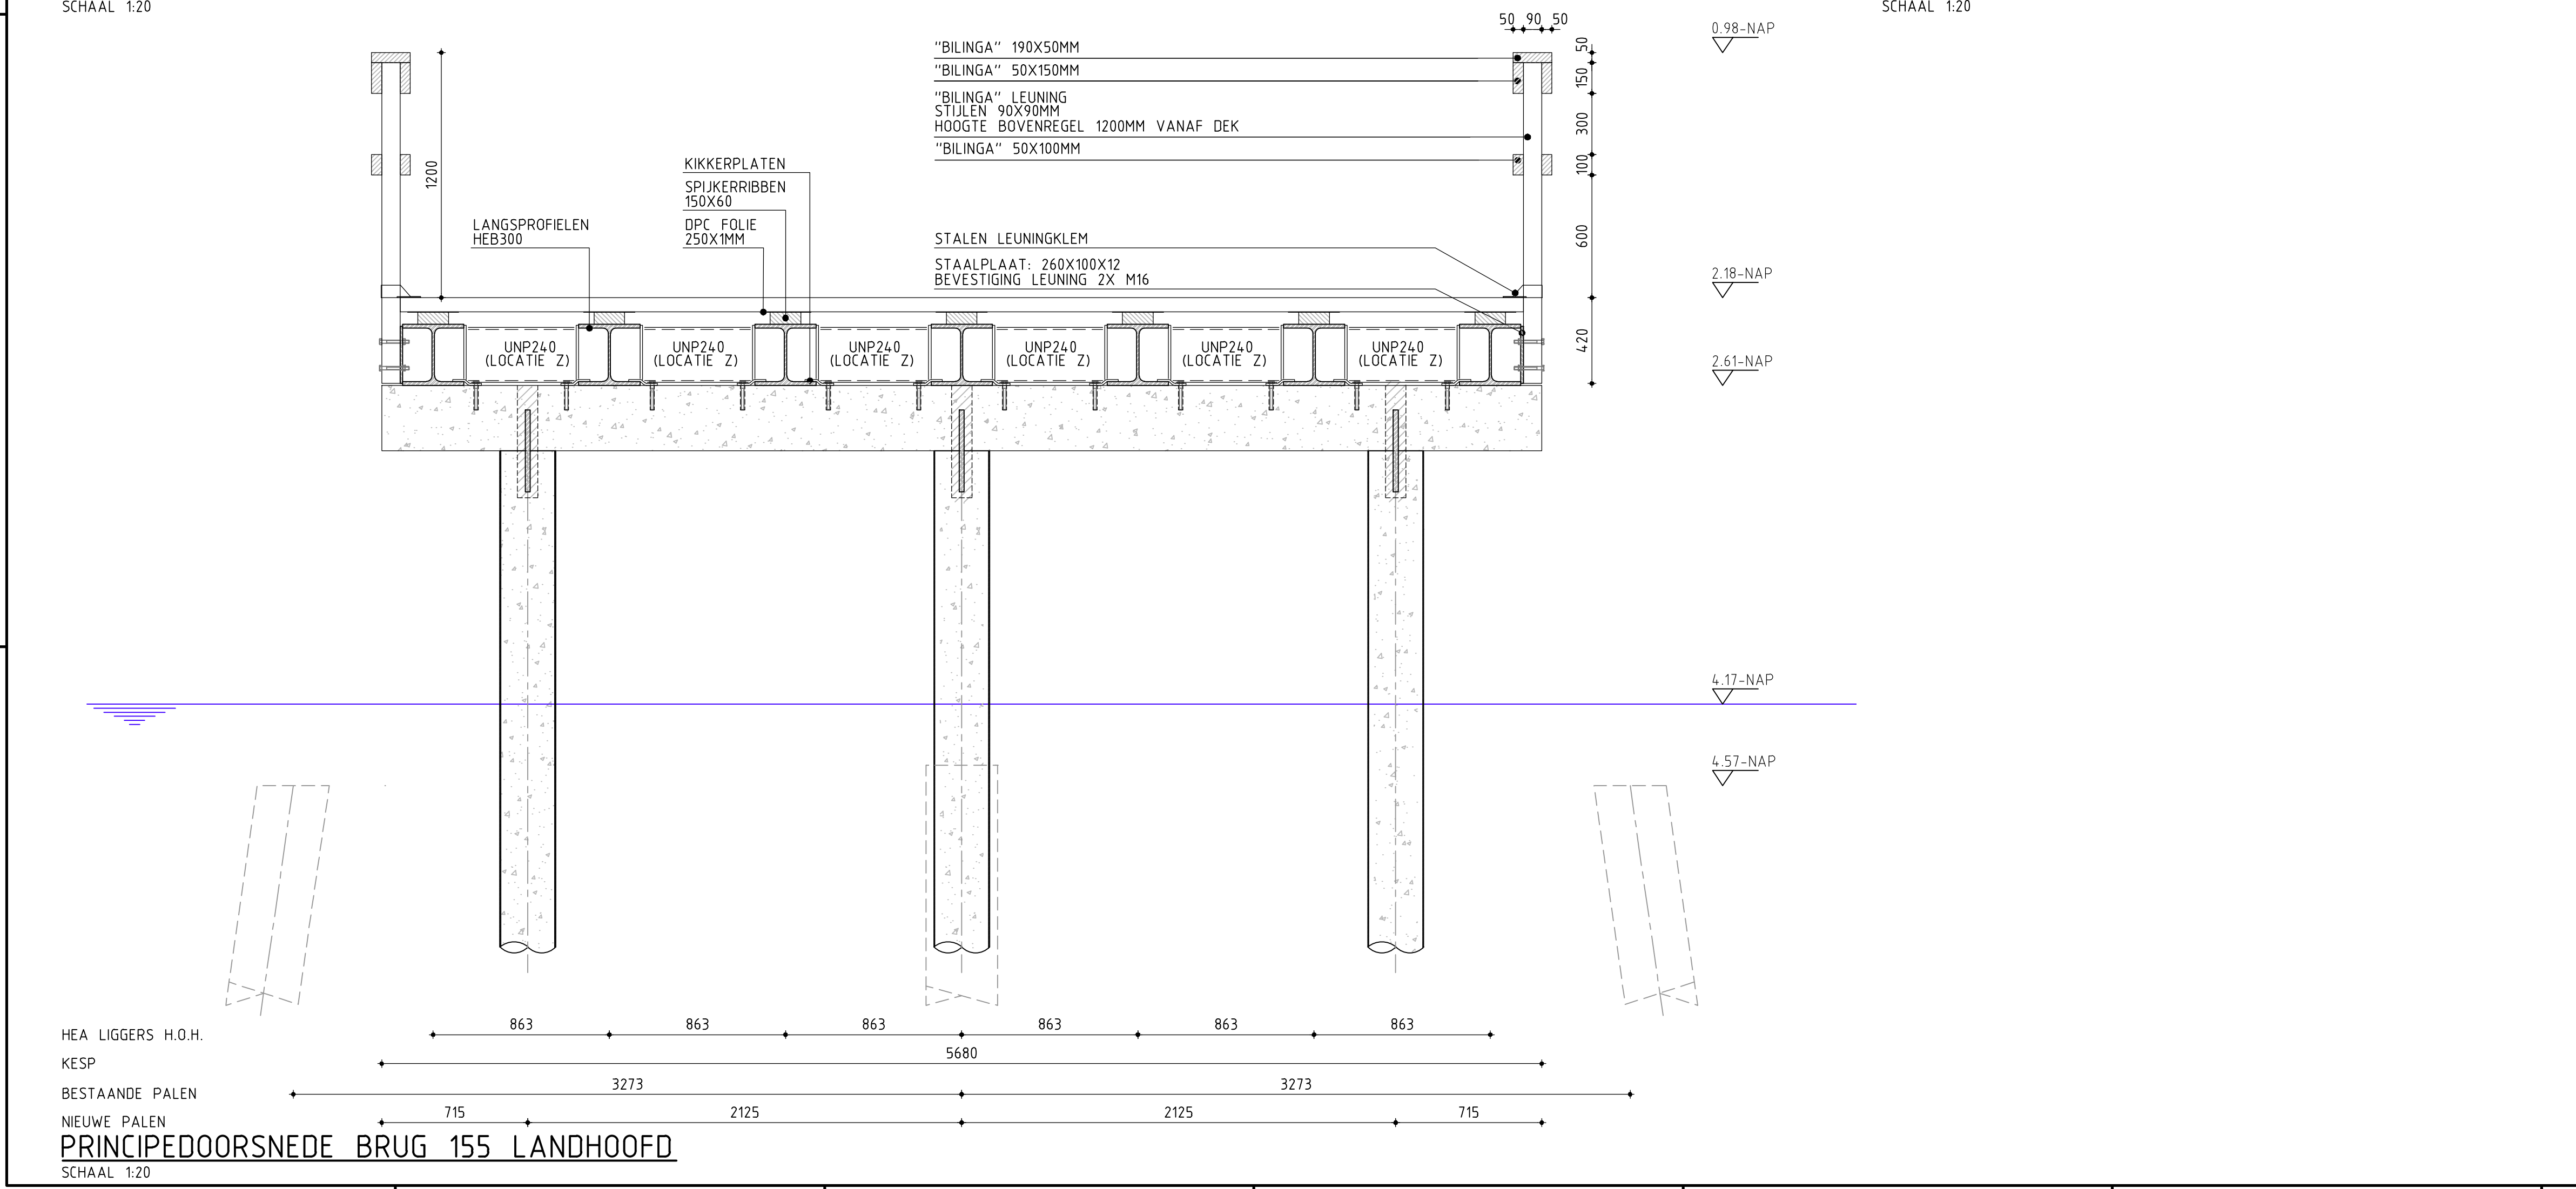 SCHAAL 1:20
SCHAAL 1:20
50 90 50
0.98-NAP
"BILINGA" 190X50MM
"BILINGA" 50X150MM
"BILINGA" LEUNING
STIJLEN 90X90MM
HOOGTE BOVENREGEL 1200MM VANAF DEK
"BILINGA" 50X100MM
50
150
300
100
600
420
1200
KIKKERPLATEN
SPIJKERRIBBEN
150X60
DPC FOLIE
250X1MM
LANGSPROFIELEN
HEB300
STALEN LEUNINGKLEM
STAALPLAAT: 260X100X12
BEVESTIGING LEUNING 2X M16
2.18-NAP
2.61-NAP
UNP240
(LOCATIE Z)
UNP240
(LOCATIE Z)
UNP240
(LOCATIE Z)
UNP240
(LOCATIE Z)
UNP240
(LOCATIE Z)
UNP240
(LOCATIE Z)
4.17-NAP
4.57-NAP
HEA LIGGERS H.O.H.
863 863 863 863 863 863
KESP
5680
BESTAANDE PALEN
3273 3273
NIEUWE PALEN
715 2125 2125 715
PRINCIPEDOORSNEDE BRUG 155 LANDHOOFD
SCHAAL 1:20